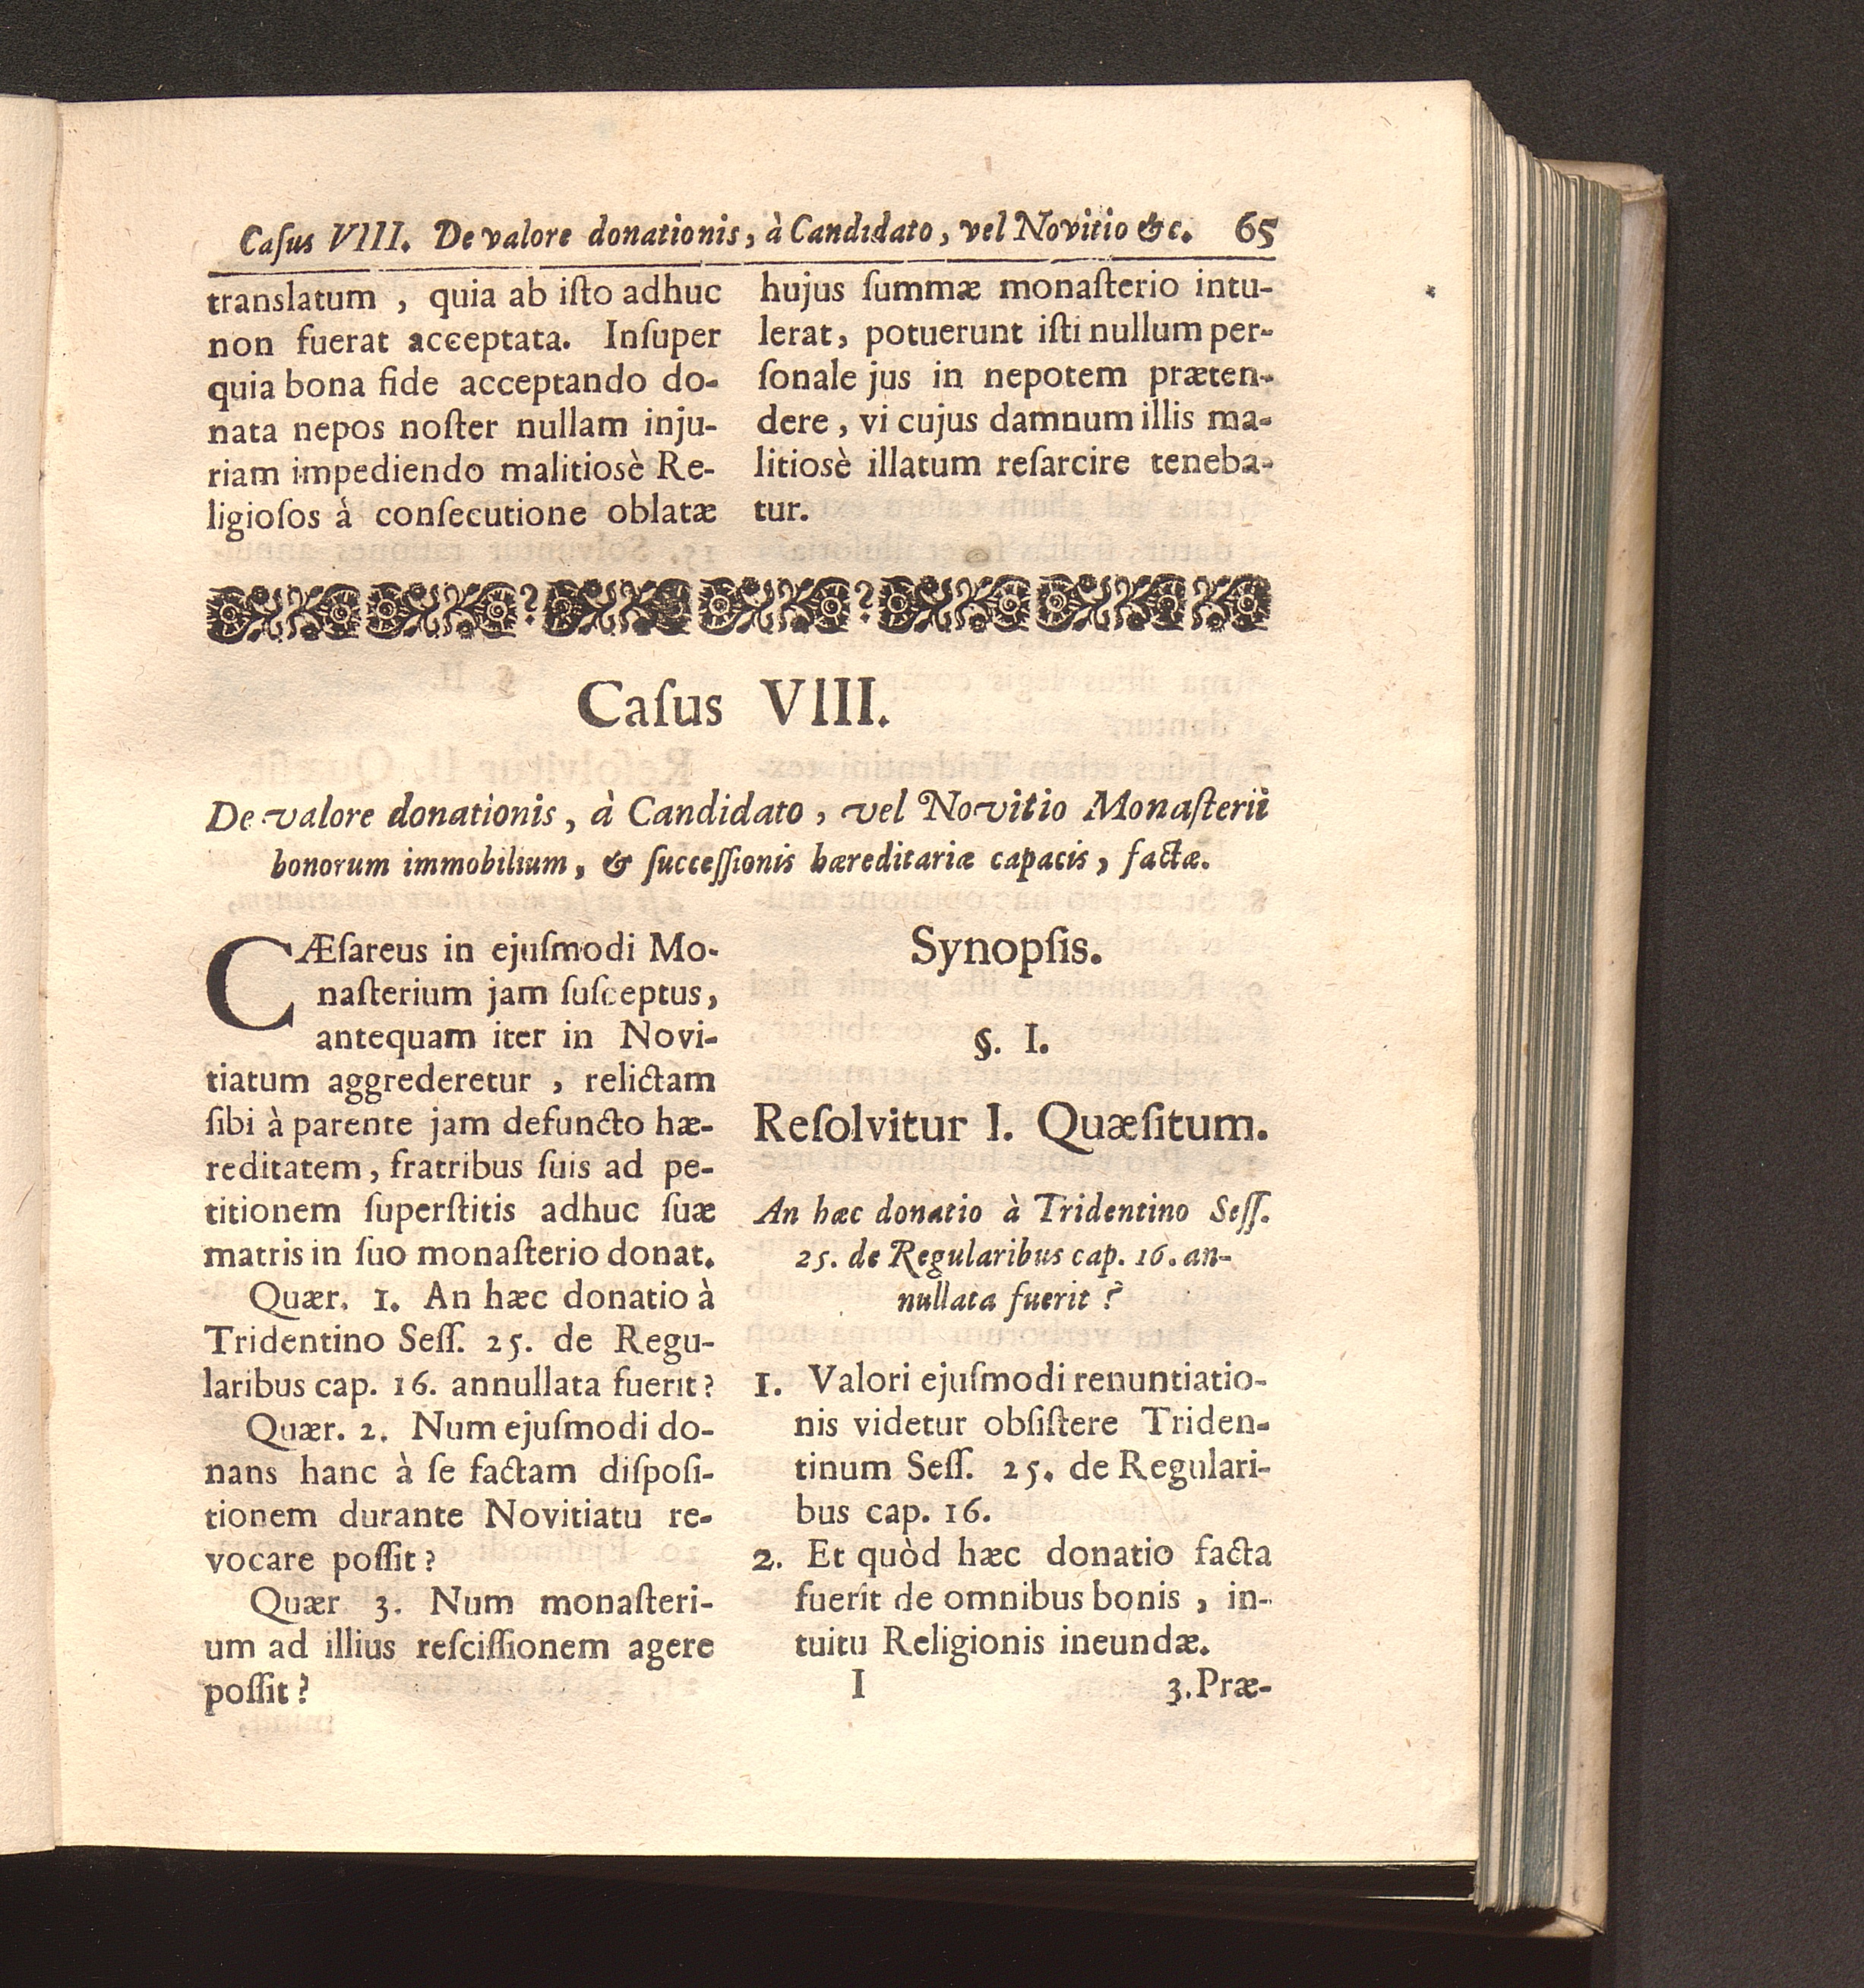 Caſus VIII. De valore donationis, à Candidato, vel Novitio &c. 65
translatum , quia ab iſto adhuc
non fuerat acceptata. Inſuper
quia bona fide acceptando do-
nata nepos noſter nullam inju-
riam impediendo malitiosè Re-
ligioſos à conſecutione oblatæ
hujus ſummæ monaſterio intu-
lerat, potuerunt iſti nullum per-
ſonale jus in nepotem præten-
dere , vi cujus damnum illis ma-
litiosè illatum reſarcire teneba-
tur.
Caſus VIII.
De valore donationis, à Candidato, vel Novitio Monaſterii
bonorum immobilium, & ſucceſſionis hæreditariæ capacis, factæ.
CÆſareus in ejuſmodi Mo-
naſterium jam ſuſceptus,
antequam iter in Novi-
tiatum aggrederetur , relictam
ſibi à parente jam defuncto hæ-
reditatem, fratribus ſuis ad pe-
titionem ſuperſtitis adhuc ſuæ
matris in ſuo monaſterio donat.
Quær. 1. An hæc donatio à
Tridentino Seſſ. 25. de Regu-
laribus cap. 16. annullata fuerit?
Quær. 2. Num ejuſmodi do-
nans hanc à ſe factam diſpoſi-
tionem durante Novitiatu re-
vocare poſſit?
Quær 3. Num monaſteri-
um ad illius reſciſſionem agere
poſſit?
Synopſis.
§. I.
Reſolvitur I. Quæſitum.
An hæc donatio à Tridentino Seſſ.
25. de Regularibus cap. 16. an-
nullata fuerit?
1. Valori ejuſmodi renuntiatio-
nis videtur obſiſtere Triden-
tinum Seſſ. 25. de Regulari-
bus cap. 16.
2. Et quòd hæc donatio facta
fuerit de omnibus bonis , in-
tuitu Religionis ineundæ.
I 3. Præ-